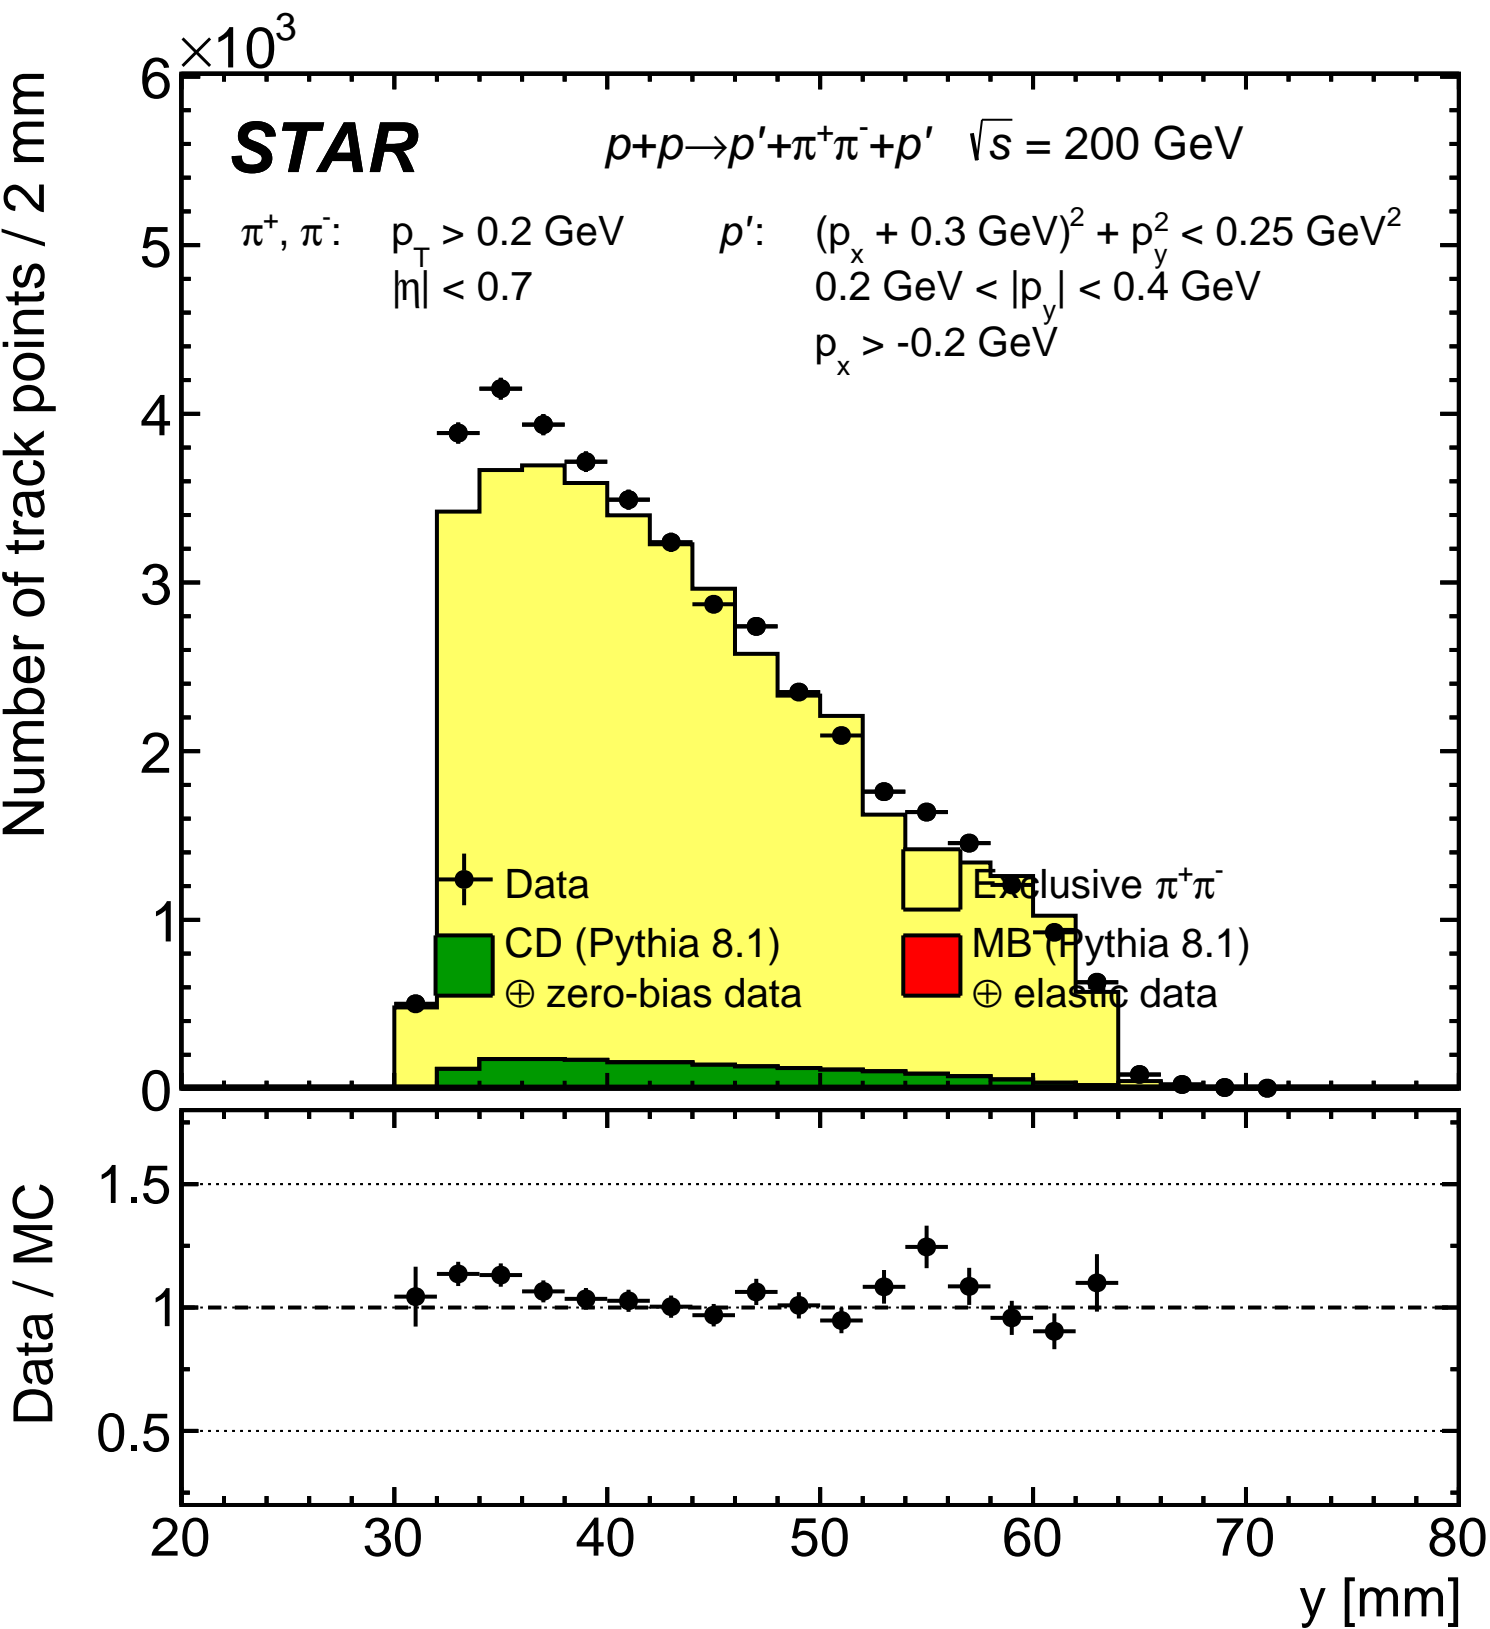 ×10³
STAR p+p→p'+π⁺π⁻+p' √s = 200 GeV
π⁺, π⁻: p_T > 0.2 GeV p': (p_x + 0.3 GeV)² + p_y² < 0.25 GeV²
|η| < 0.7 0.2 GeV < |p_y| < 0.4 GeV
p_x > -0.2 GeV
Number of track points / 2 mm
6
5
4
3
2
1
0
Data Exclusive π⁺π⁻
CD (Pythia 8.1) MB (Pythia 8.1)
⊕ zero-bias data ⊕ elastic data
Data / MC
1.5
1
0.5
20 30 40 50 60 70 80
y [mm]